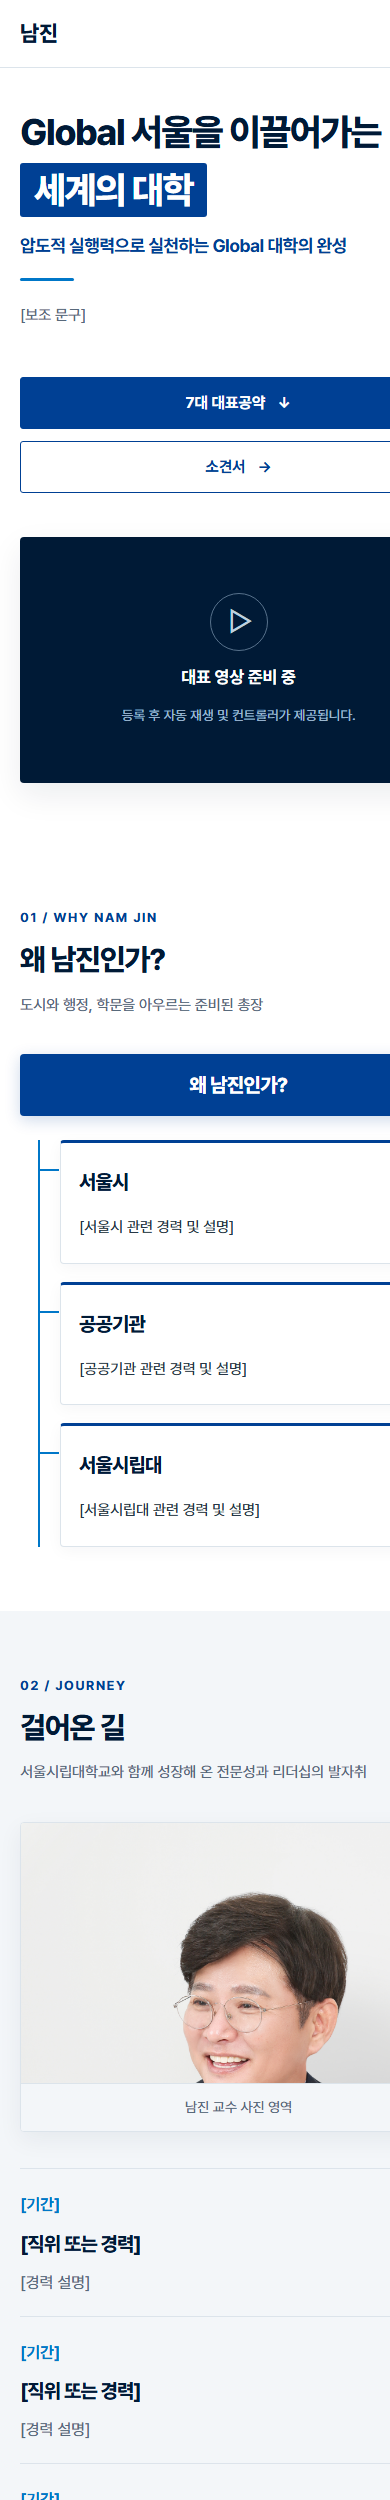 남진
Global 서울을 이끌어가는
세계의 대학
압도적 실행력으로 실천하는 Global 대학의 완성
[보조 문구]
7대 대표공약 ↓
소견서 →
대표 영상 준비 중
등록 후 자동 재생 및 컨트롤러가 제공됩니다.
01 / WHY NAM JIN
왜 남진인가?
도시와 행정, 학문을 아우르는 준비된 총장
왜 남진인가?
서울시
[서울시 관련 경력 및 설명]
공공기관
[공공기관 관련 경력 및 설명]
서울시립대
[서울시립대 관련 경력 및 설명]
02 / JOURNEY
걸어온 길
서울시립대학교와 함께 성장해 온 전문성과 리더십의 발자취
남진 교수 사진 영역
[기간]
[직위 또는 경력]
[경력 설명]
[기간]
[직위 또는 경력]
[경력 설명]
[기간]